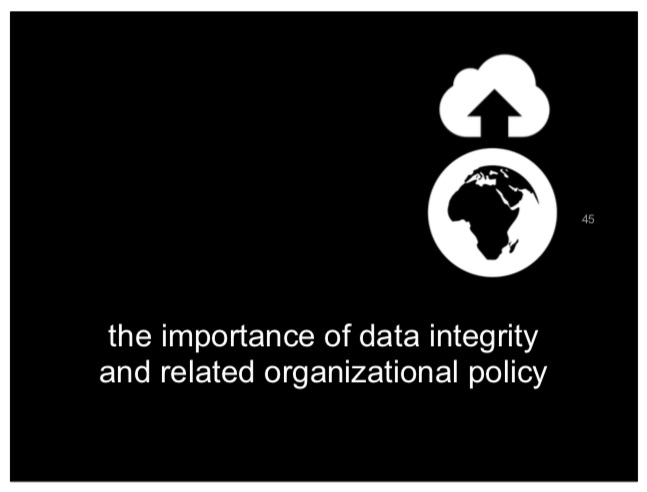 45
the importance of data integrity
and related organizational policy